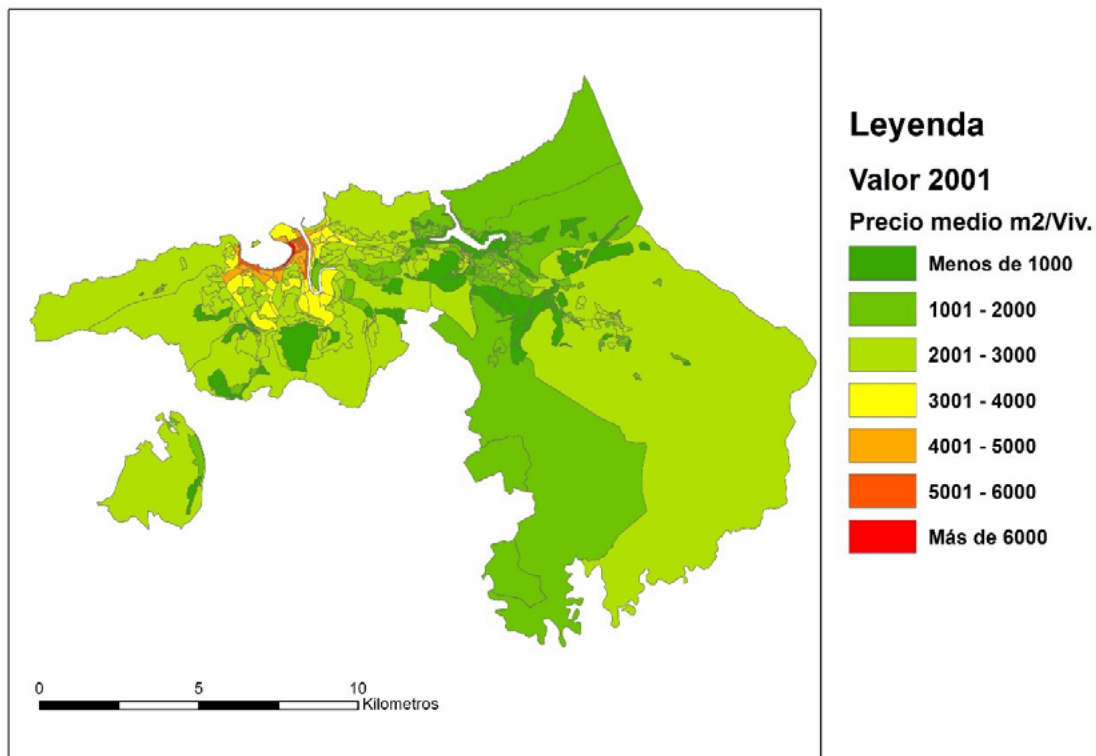 Leyenda
Valor 2001
Precio medio m2/Viv.
Menos de 1000
1001 - 2000
2001 - 3000
3001 - 4000
4001 - 5000
5001 - 6000
Más de 6000
0 5 10
Kilometros